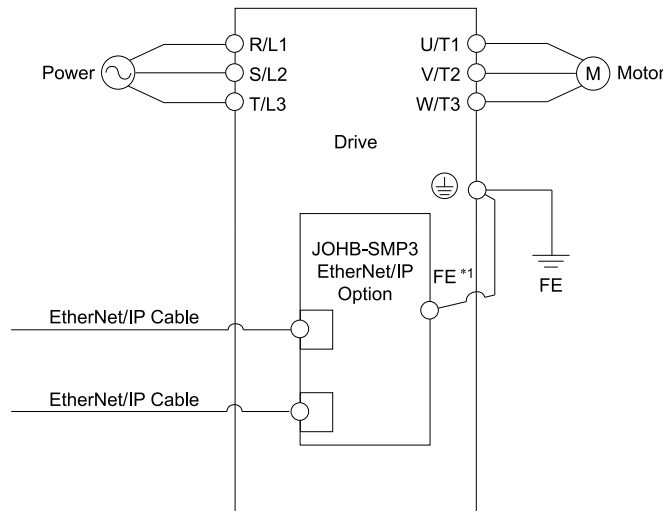 R/L1
U/T1
Power
S/L2
V/T2
M
Motor
T/L3
W/T3
Drive
JOHB-SMP3
EtherNet/IP
Option
FE *1
FE
EtherNet/IP Cable
EtherNet/IP Cable